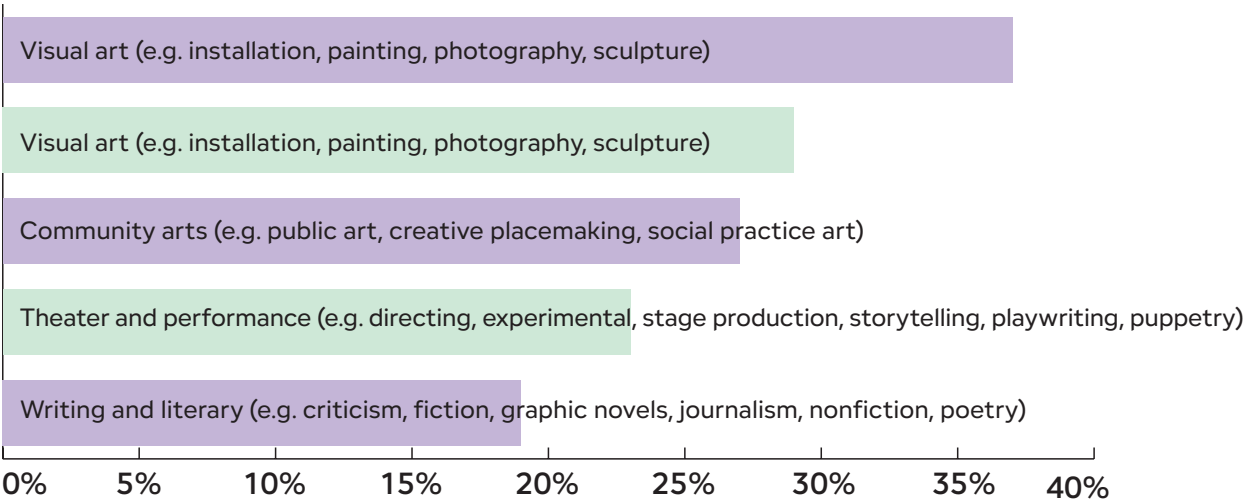 Visual art (e.g. installation, painting, photography, sculpture)
Visual art (e.g. installation, painting, photography, sculpture)
Community arts (e.g. public art, creative placemaking, social practice art)
Theater and performance (e.g. directing, experimental, stage production, storytelling, playwriting, puppetry)
Writing and literary (e.g. criticism, fiction, graphic novels, journalism, nonfiction, poetry)
0% 5% 10% 15% 20% 25% 30% 35% 40%